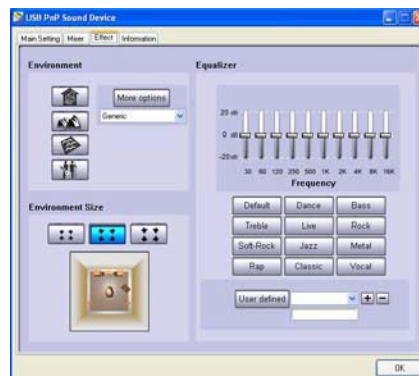 USB PnP Sound Device
Main Setting Mixer Effect Information
Environment
More options
Generic
Environment Size
Equalizer
20 dB
0 dB
-20 dB
30 60 120 250 500 1K 2K 4K 8K 16K
Frequency
Default Dance Bass
Treble Live Rock
Soft-Rock Jazz Metal
Rap Classic Vocal
User defined
OK